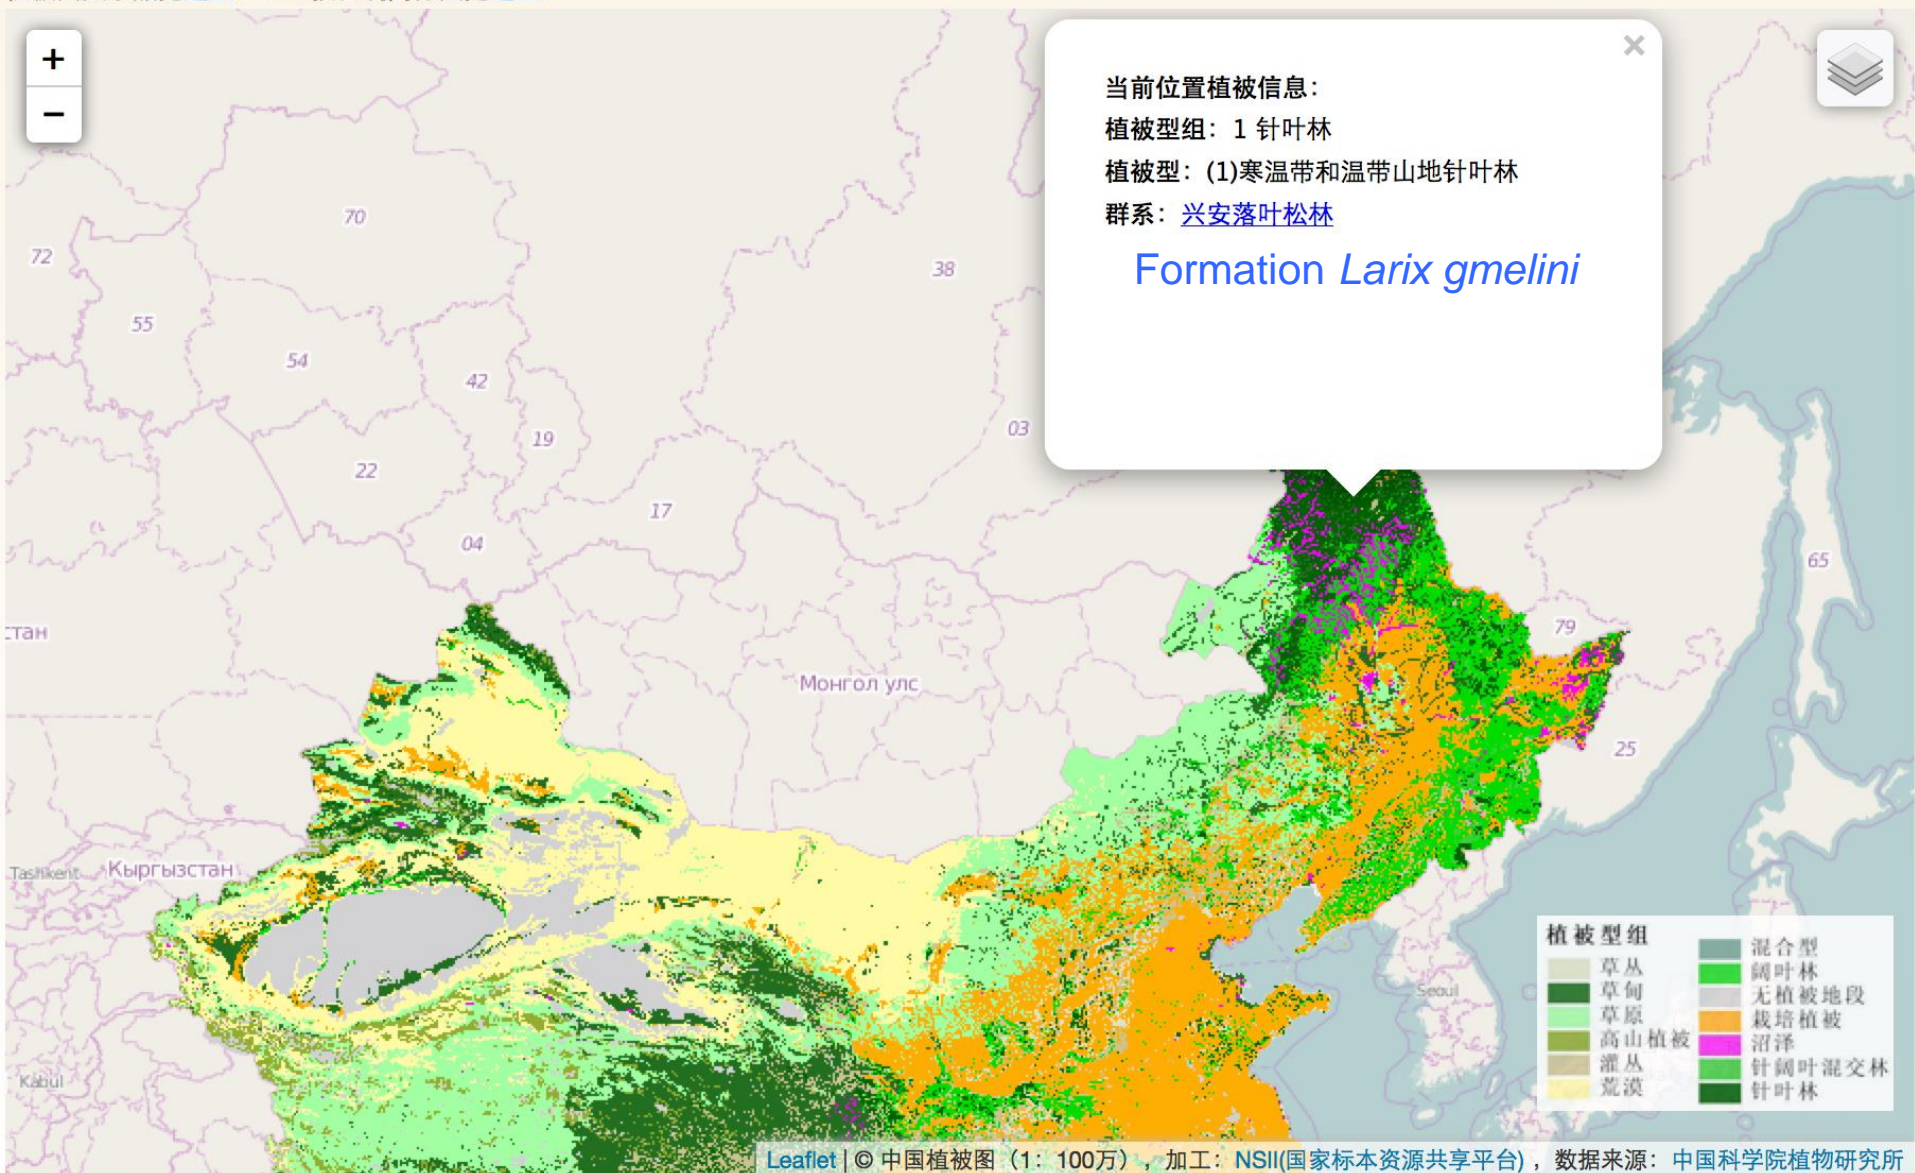 +
−
×
当前位置植被信息：
植被型组：1 针叶林
植被型：(1)寒温带和温带山地针叶林
群系：兴安落叶松林
Formation Larix gmelini
70
72
38
55
54
42
19
03
22
17
04
65
79
25
стан
Монгол улс
Tashkent
Кыргызстан
Kabul
Seoul
植被型组
草丛
草甸
草原
高山植被
灌丛
荒漠
混合型
阔叶林
无植被地段
栽培植被
沼泽
针阔叶混交林
针叶林
Leaflet | © 中国植被图（1：100万），加工：NSII(国家标本资源共享平台)，数据来源：中国科学院植物研究所